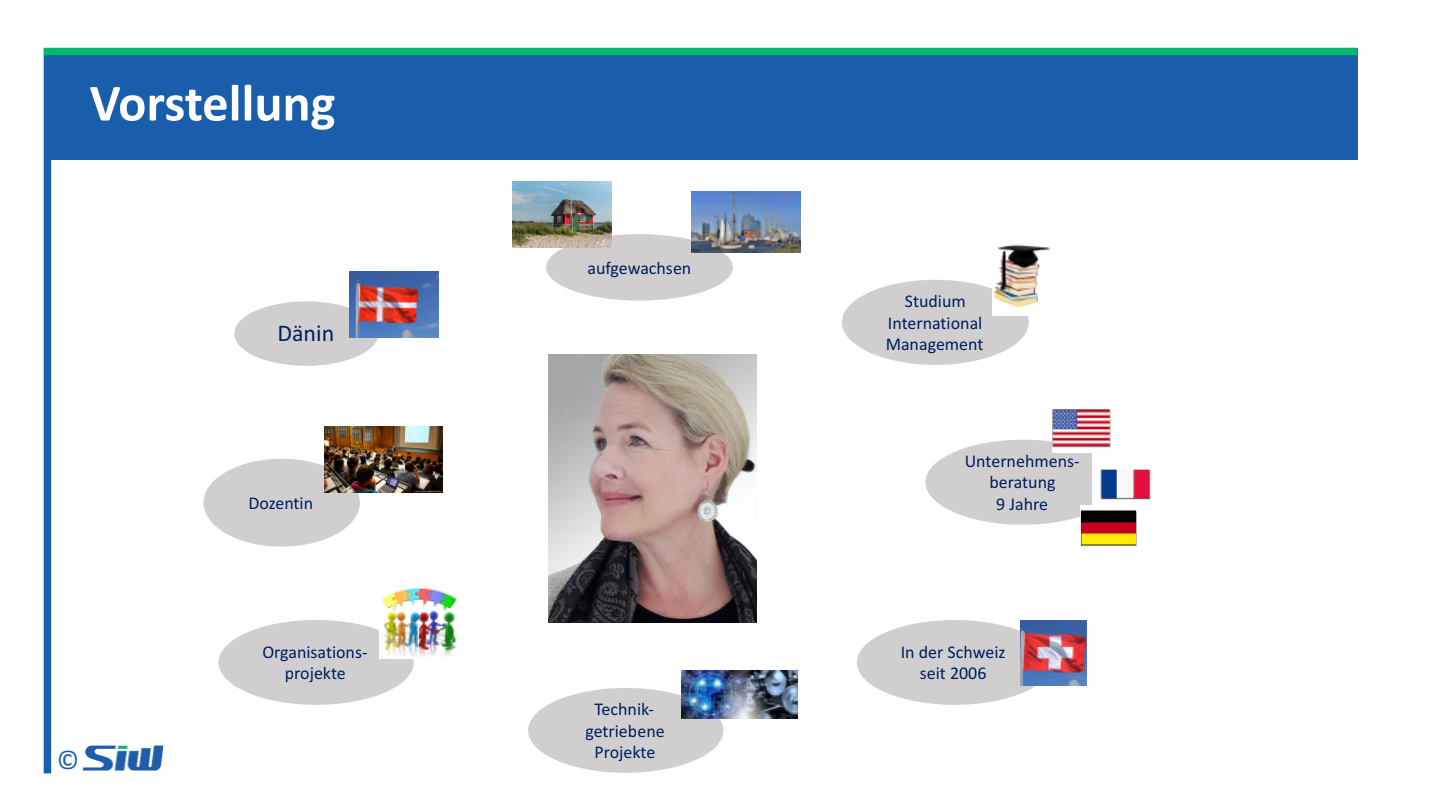 Vorstellung
aufgewachsen
Dänin
Studium
International
Management
Dozentin
Unternehmens-
beratung
9 Jahre
Organisations-
projekte
In der Schweiz
seit 2006
Technik-
getriebene
Projekte
© SIW